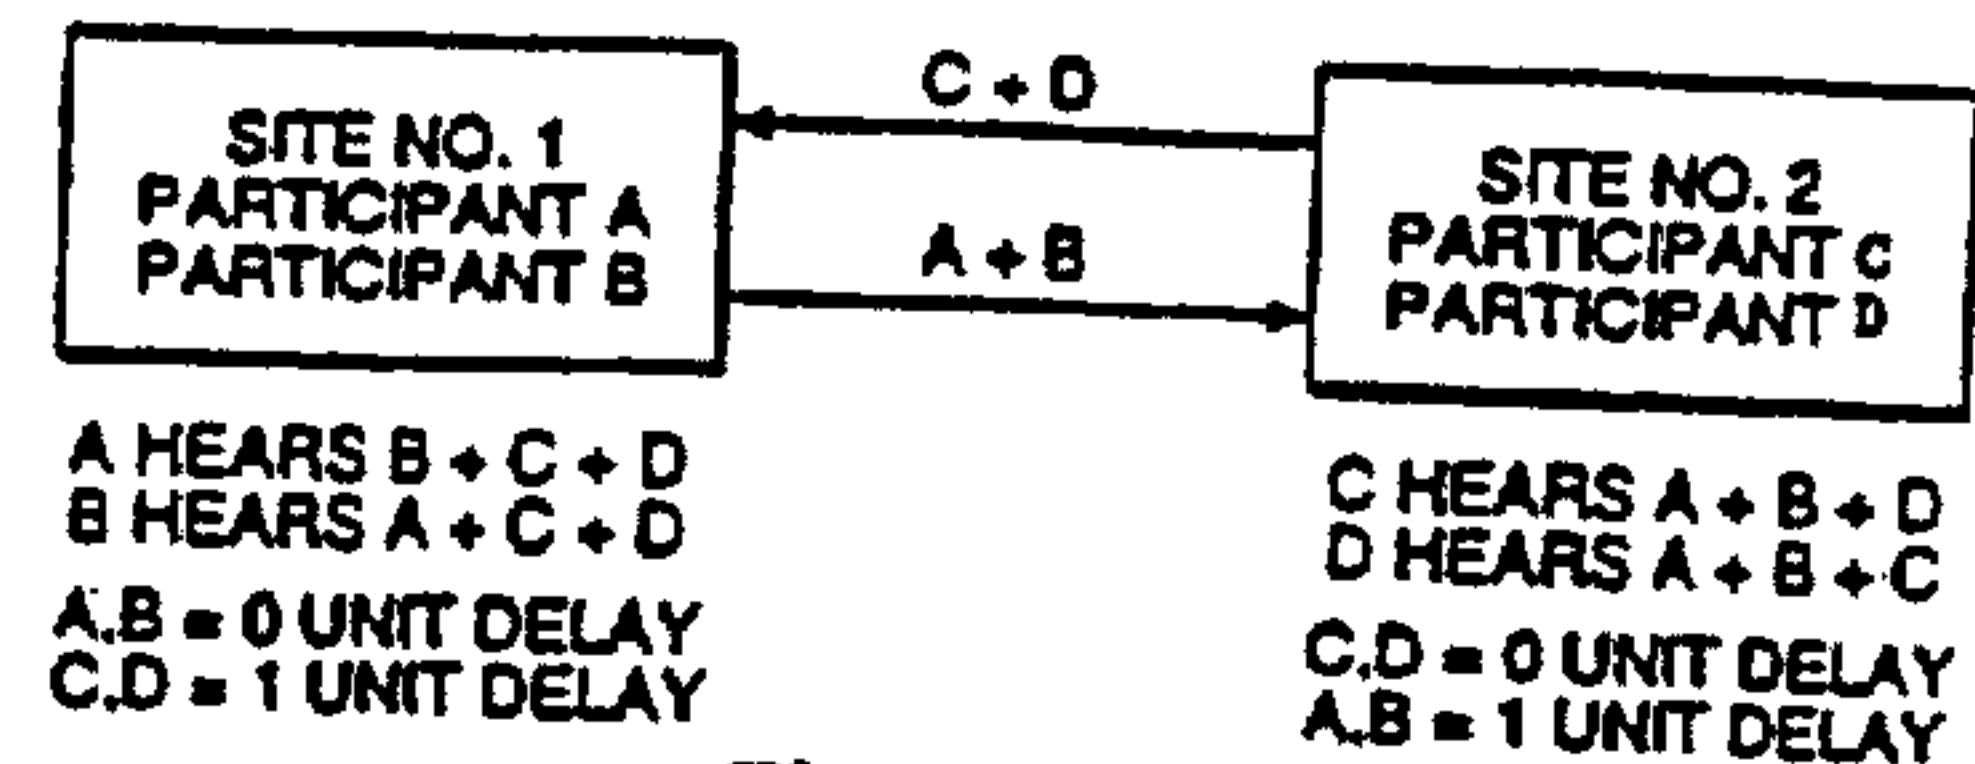 SITE NO. 1
PARTICIPANT A
PARTICIPANT B
C + D
A + B
SITE NO. 2
PARTICIPANT C
PARTICIPANT D
A HEARS B + C + D
B HEARS A + C + D
A,B = 0 UNIT DELAY
C,D = 1 UNIT DELAY
C HEARS A + B + D
D HEARS A + B + C
C,D = 0 UNIT DELAY
A,B = 1 UNIT DELAY